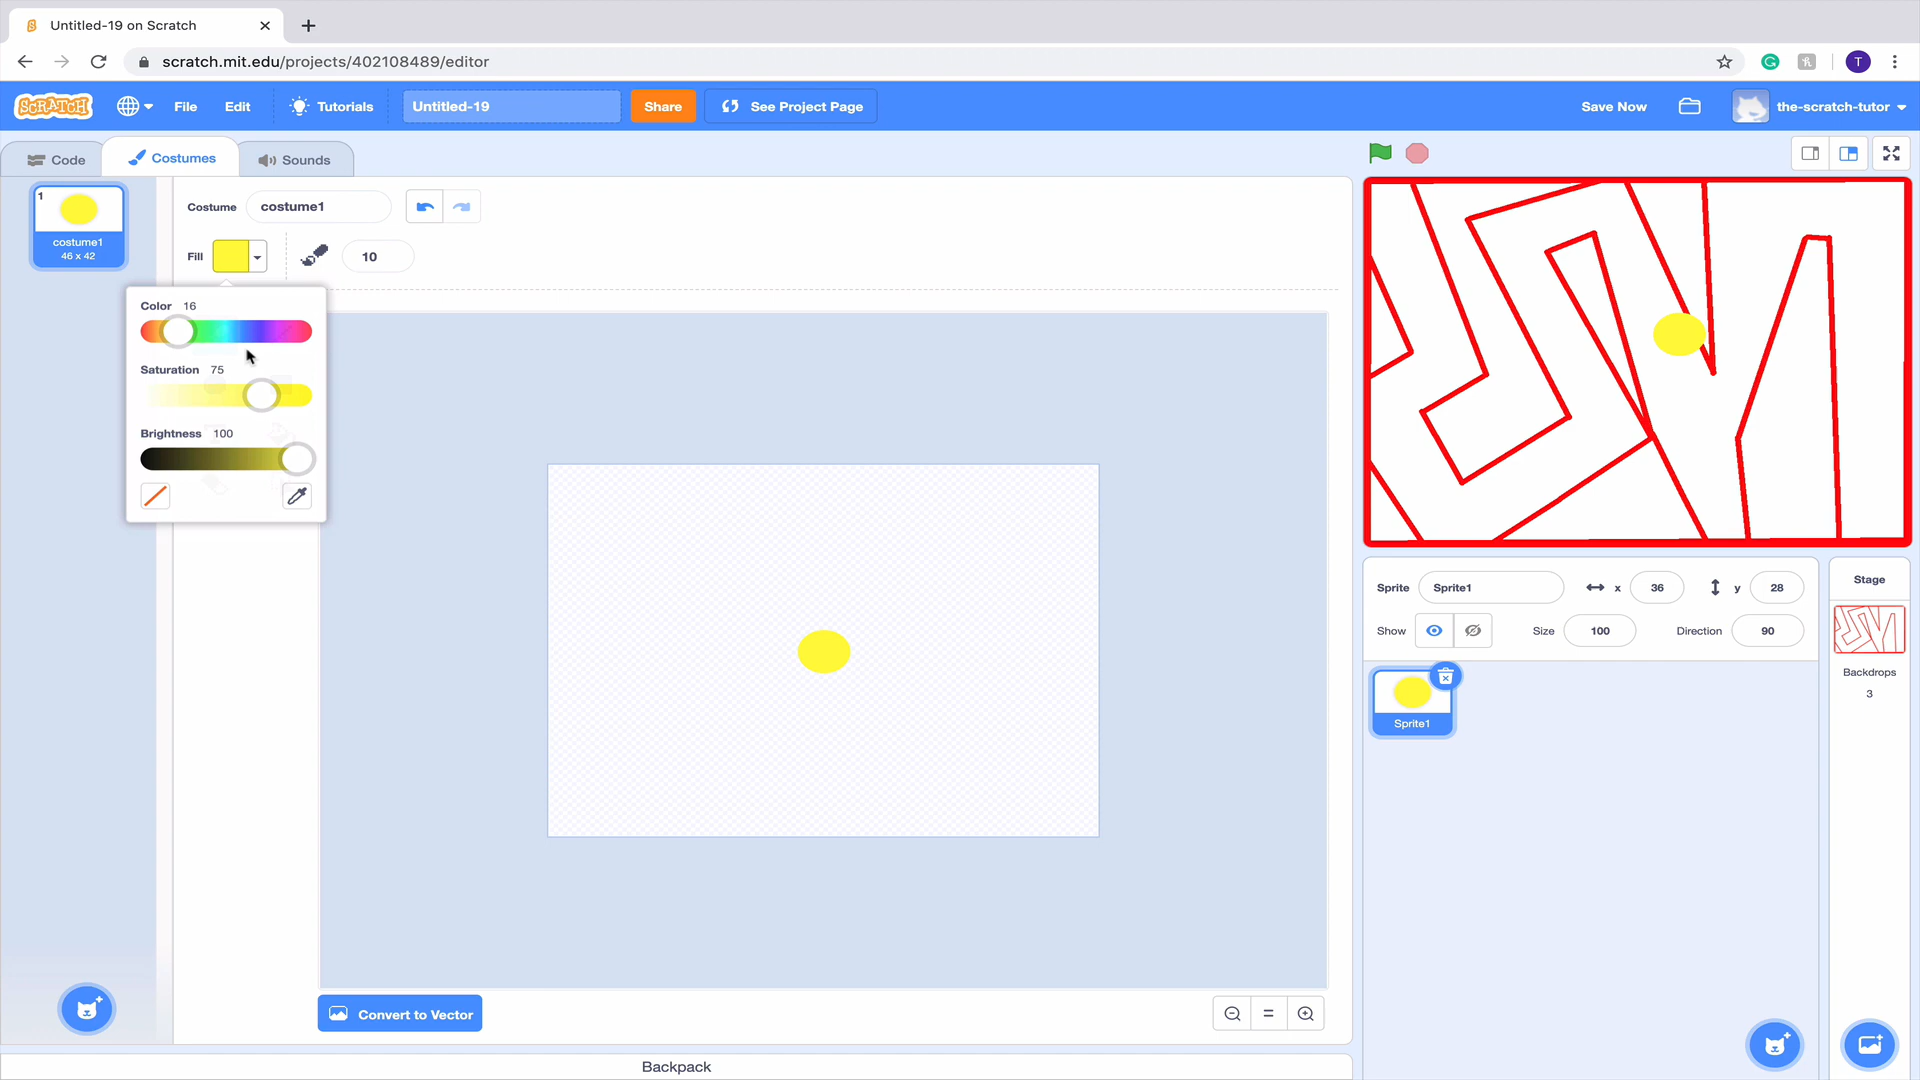 Untitled-19 on Scratch
scratch.mit.edu/projects/402108489/editor
T
SCRATCH
File
Edit
Tutorials
Untitled-19
Share
See Project Page
Save Now
the-scratch-tutor
Code
Costumes
Sounds
1
costume1
46 x 42
Costume
costume1
Fill
10
Color 16
Saturation 75
Brightness 100
Convert to Vector
Backpack
Sprite
Sprite1
x
36
y
28
Show
Size
100
Direction
90
Sprite1
Stage
Backdrops
3